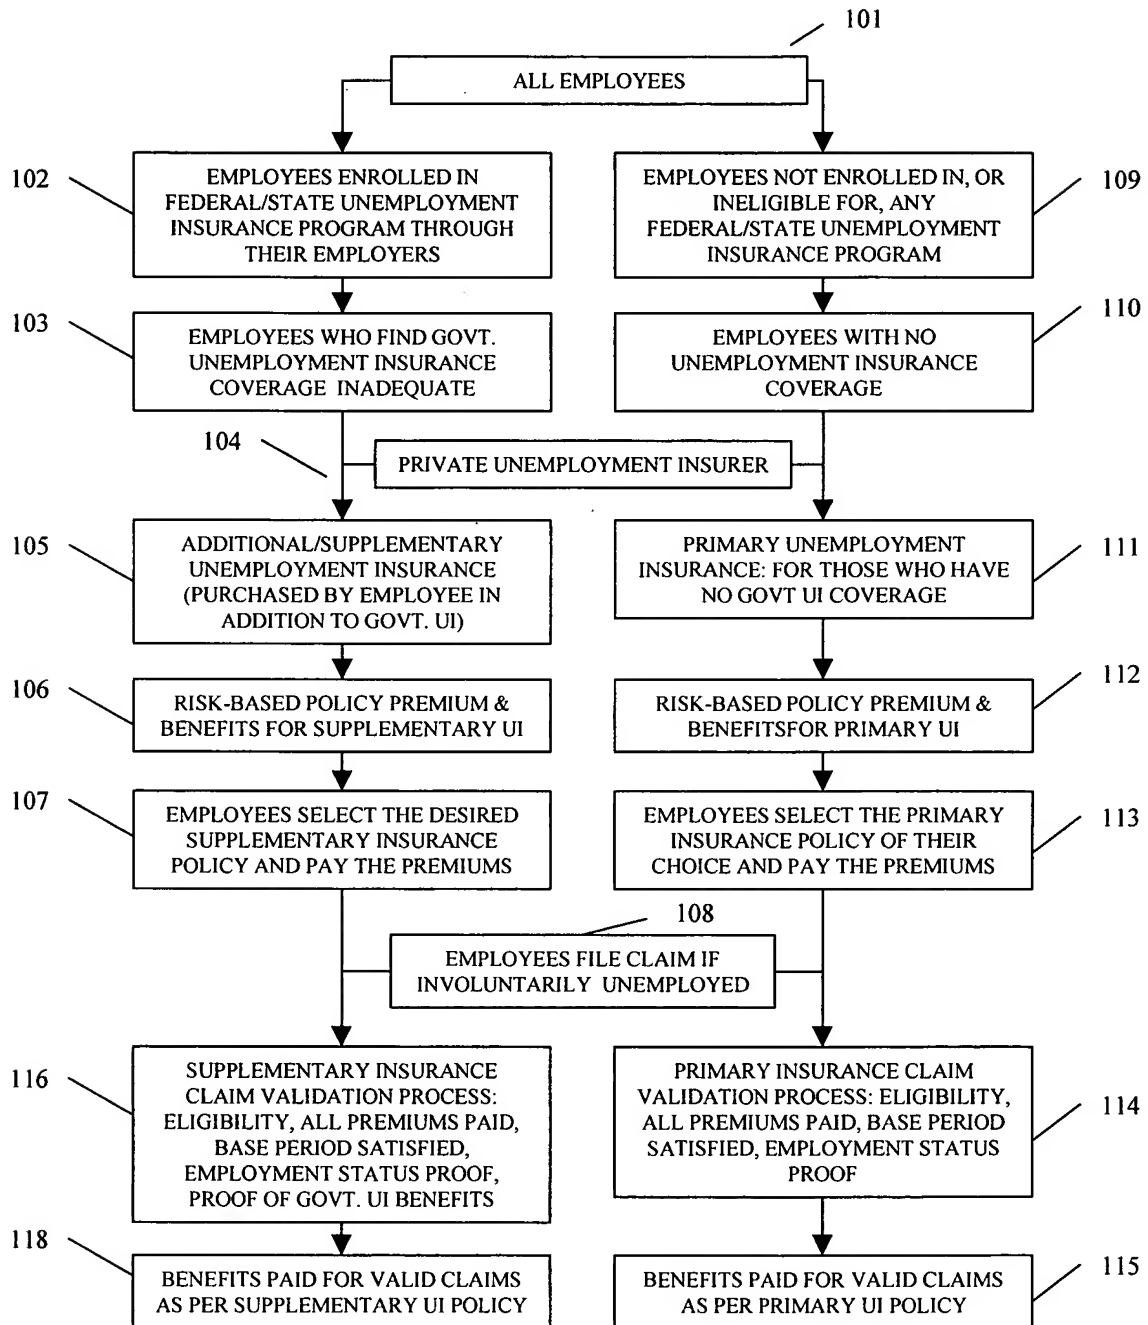 101
ALL EMPLOYEES
102
EMPLOYEES ENROLLED IN
FEDERAL/STATE UNEMPLOYMENT
INSURANCE PROGRAM THROUGH
THEIR EMPLOYERS
EMPLOYEES NOT ENROLLED IN, OR
INELIGIBLE FOR, ANY
FEDERAL/STATE UNEMPLOYMENT
INSURANCE PROGRAM
109
103
EMPLOYEES WHO FIND GOVT.
UNEMPLOYMENT INSURANCE
COVERAGE INADEQUATE
EMPLOYEES WITH NO
UNEMPLOYMENT INSURANCE
COVERAGE
110
104
PRIVATE UNEMPLOYMENT INSURER
105
ADDITIONAL/SUPPLEMENTARY
UNEMPLOYMENT INSURANCE
(PURCHASED BY EMPLOYEE IN
ADDITION TO GOVT. UI)
PRIMARY UNEMPLOYMENT
INSURANCE: FOR THOSE WHO HAVE
NO GOVT UI COVERAGE
111
106
RISK-BASED POLICY PREMIUM &
BENEFITS FOR SUPPLEMENTARY UI
RISK-BASED POLICY PREMIUM &
BENEFITSFOR PRIMARY UI
112
107
EMPLOYEES SELECT THE DESIRED
SUPPLEMENTARY INSURANCE
POLICY AND PAY THE PREMIUMS
EMPLOYEES SELECT THE PRIMARY
INSURANCE POLICY OF THEIR
CHOICE AND PAY THE PREMIUMS
113
108
EMPLOYEES FILE CLAIM IF
INVOLUNTARILY UNEMPLOYED
116
SUPPLEMENTARY INSURANCE
CLAIM VALIDATION PROCESS:
ELIGIBILITY, ALL PREMIUMS PAID,
BASE PERIOD SATISFIED,
EMPLOYMENT STATUS PROOF,
PROOF OF GOVT. UI BENEFITS
PRIMARY INSURANCE CLAIM
VALIDATION PROCESS: ELIGIBILITY,
ALL PREMIUMS PAID, BASE PERIOD
SATISFIED, EMPLOYMENT STATUS
PROOF
114
118
BENEFITS PAID FOR VALID CLAIMS
AS PER SUPPLEMENTARY UI POLICY
BENEFITS PAID FOR VALID CLAIMS
AS PER PRIMARY UI POLICY
115